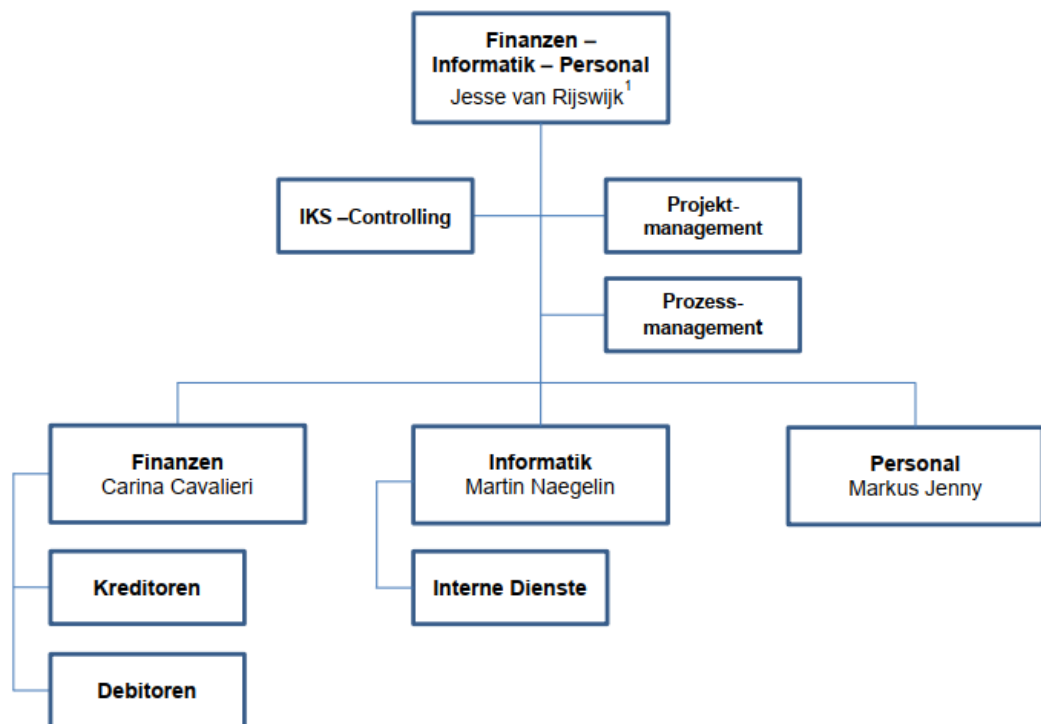 Finanzen –
Informatik – Personal
Jesse van Rijswijk1
IKS –Controlling
Projekt-
management
Prozess-
management
Finanzen
Carina Cavalieri
Informatik
Martin Naegelin
Personal
Markus Jenny
Kreditoren
Interne Dienste
Debitoren